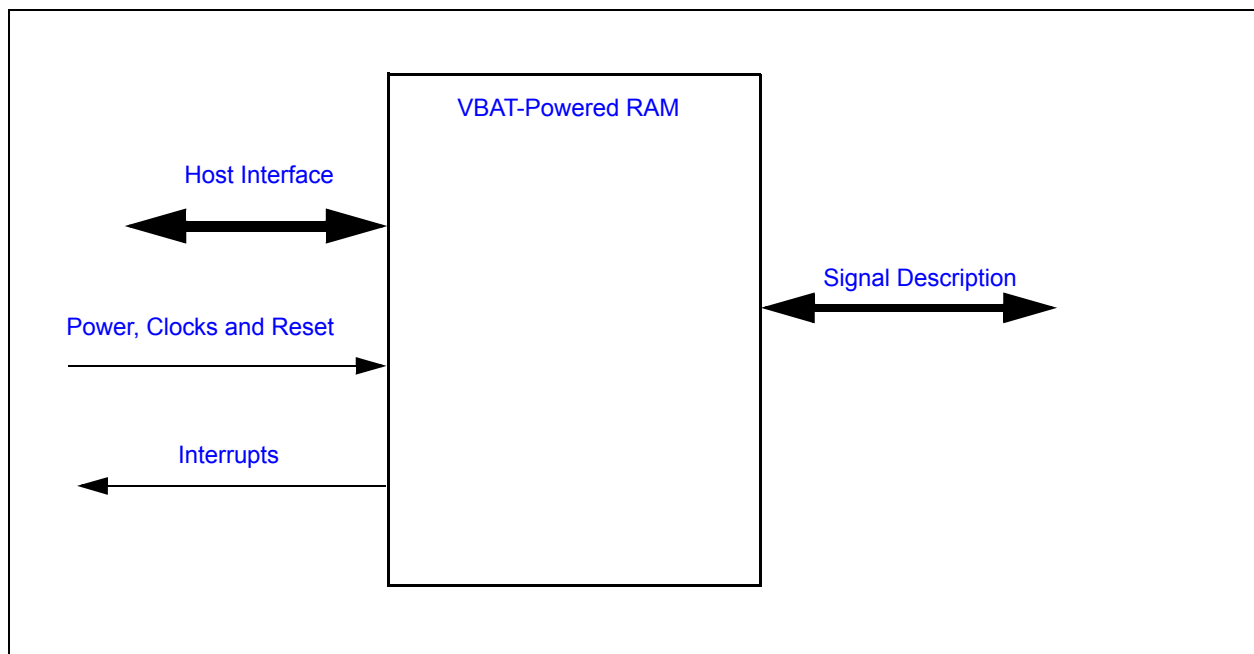 VBAT-Powered RAM
Host Interface
Signal Description
Power, Clocks and Reset
Interrupts